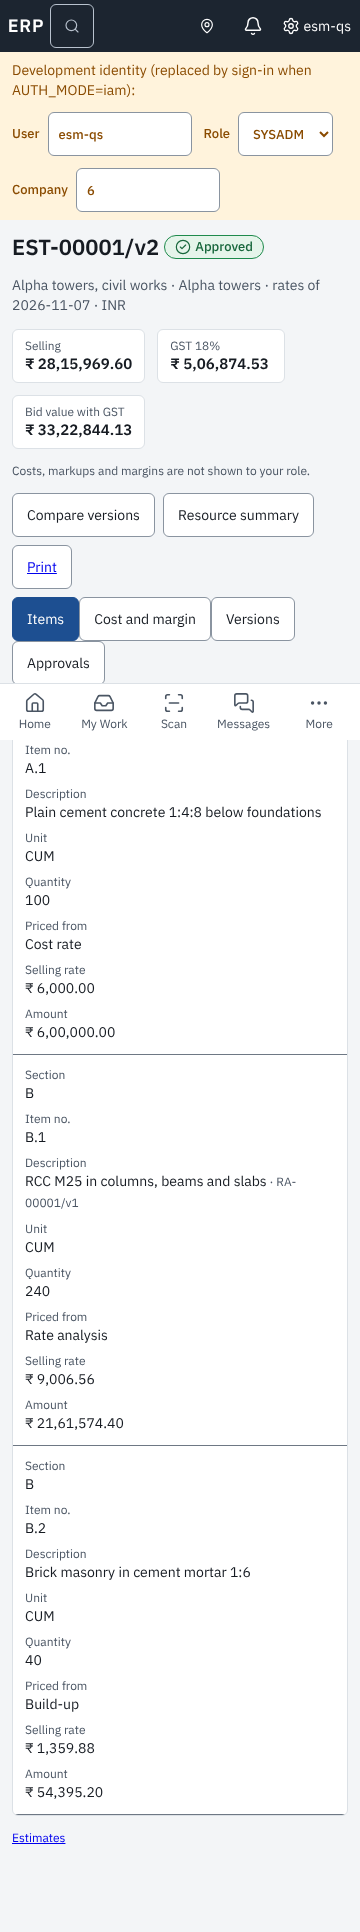 ERP
esm-qs
Development identity (replaced by sign-in when
AUTH_MODE=iam):
User esm-qs Role SYSADM
Company 6
EST-00001/v2 Approved
Alpha towers, civil works · Alpha towers · rates of
2026-11-07 · INR
Selling
₹ 28,15,969.60
GST 18%
₹ 5,06,874.53
Bid value with GST
₹ 33,22,844.13
Costs, markups and margins are not shown to your role.
Compare versions Resource summary
Print
Items Cost and margin Versions
Approvals
Home My Work Scan Messages More
Item no.
A.1
Description
Plain cement concrete 1:4:8 below foundations
Unit
CUM
Quantity
100
Priced from
Cost rate
Selling rate
₹ 6,000.00
Amount
₹ 6,00,000.00
Section
B
Item no.
B.1
Description
RCC M25 in columns, beams and slabs · RA-
00001/v1
Unit
CUM
Quantity
240
Priced from
Rate analysis
Selling rate
₹ 9,006.56
Amount
₹ 21,61,574.40
Section
B
Item no.
B.2
Description
Brick masonry in cement mortar 1:6
Unit
CUM
Quantity
40
Priced from
Build-up
Selling rate
₹ 1,359.88
Amount
₹ 54,395.20
Estimates